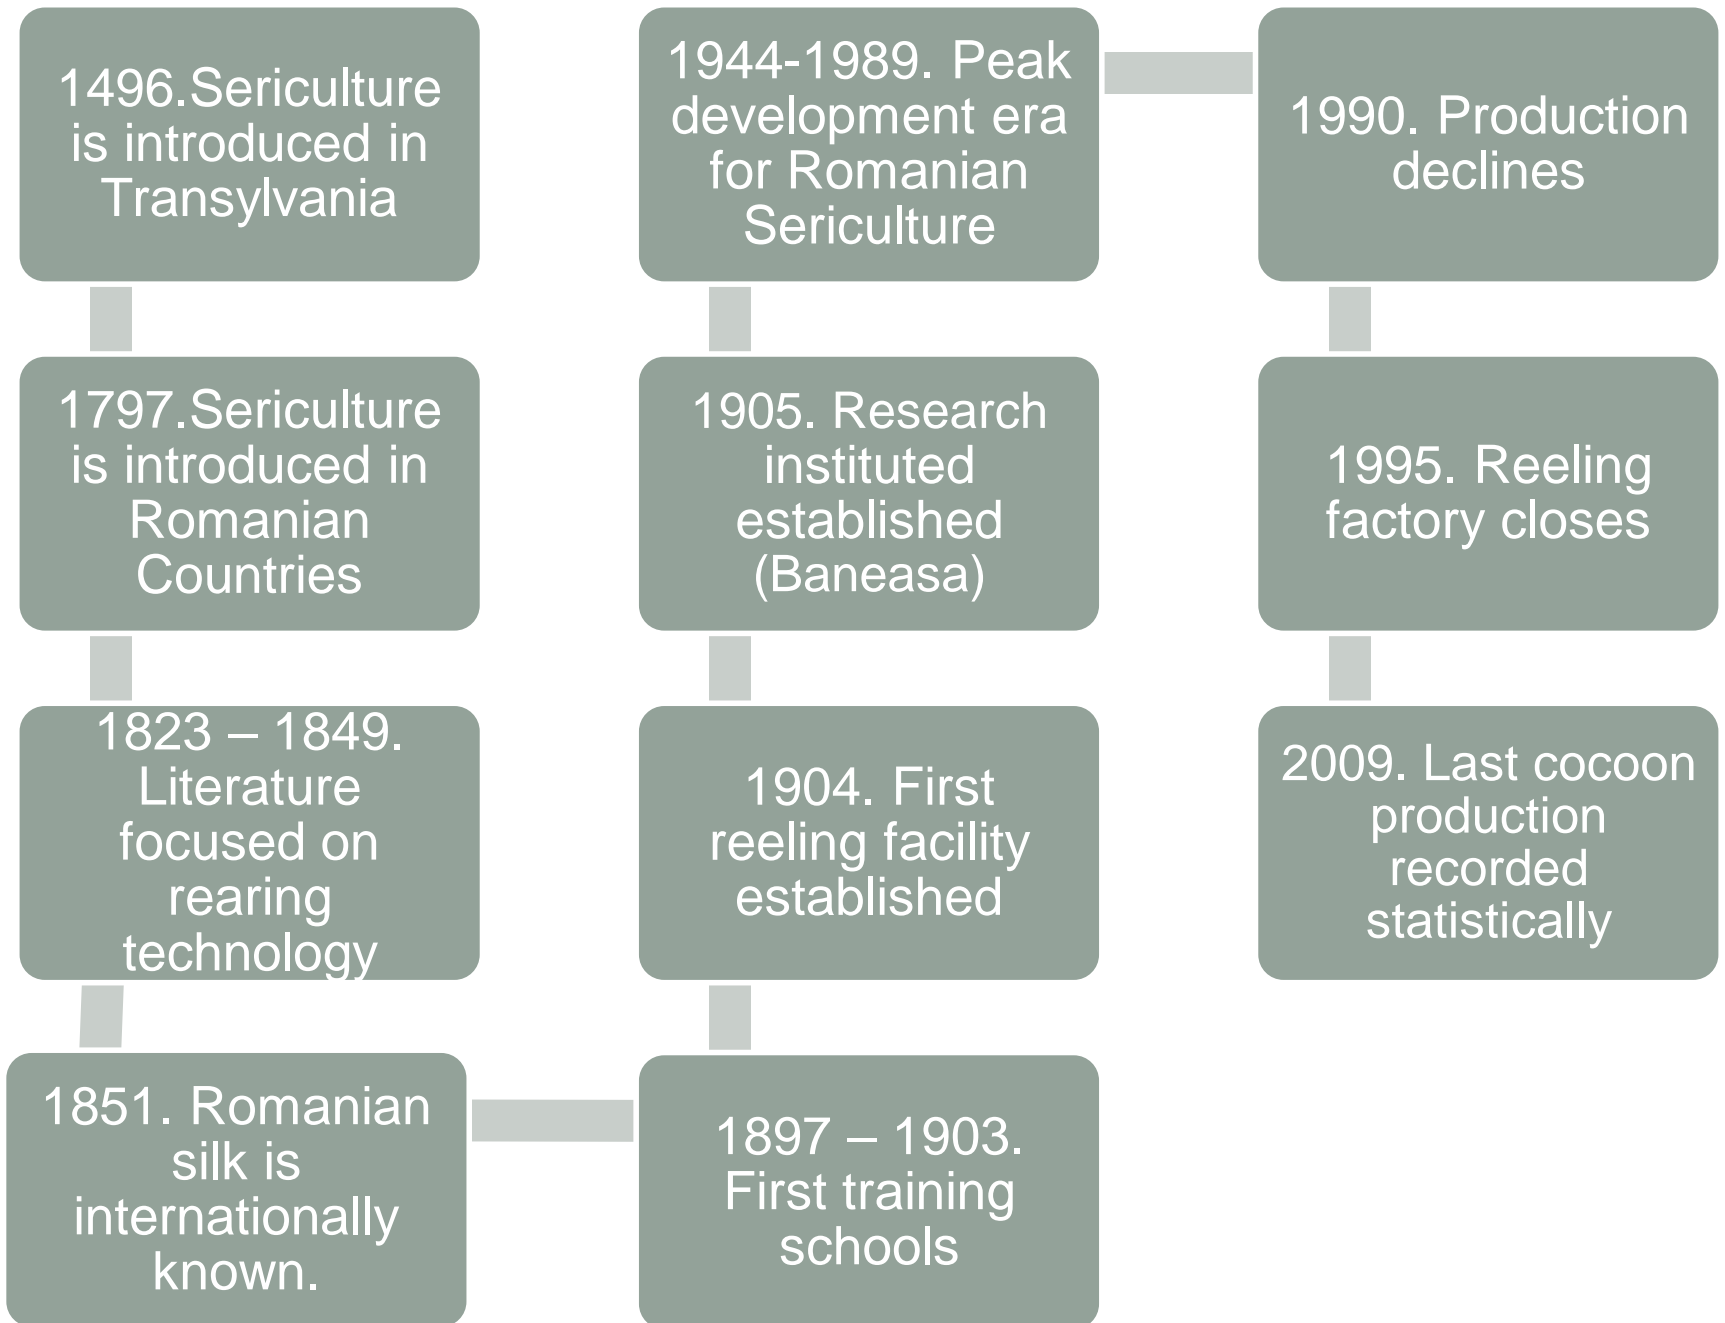 1496.Sericulture
is introduced in
Transylvania
1797.Sericulture
is introduced in
Romanian
Countries
1823 – 1849.
Literature
focused on
rearing
technology
1851. Romanian
silk is
internationally
known.
1897 – 1903.
First training
schools
1904. First
reeling facility
established
1905. Research
instituted
established
(Baneasa)
1944-1989. Peak
development era
for Romanian
Sericulture
1990. Production
declines
1995. Reeling
factory closes
2009. Last cocoon
production
recorded
statistically